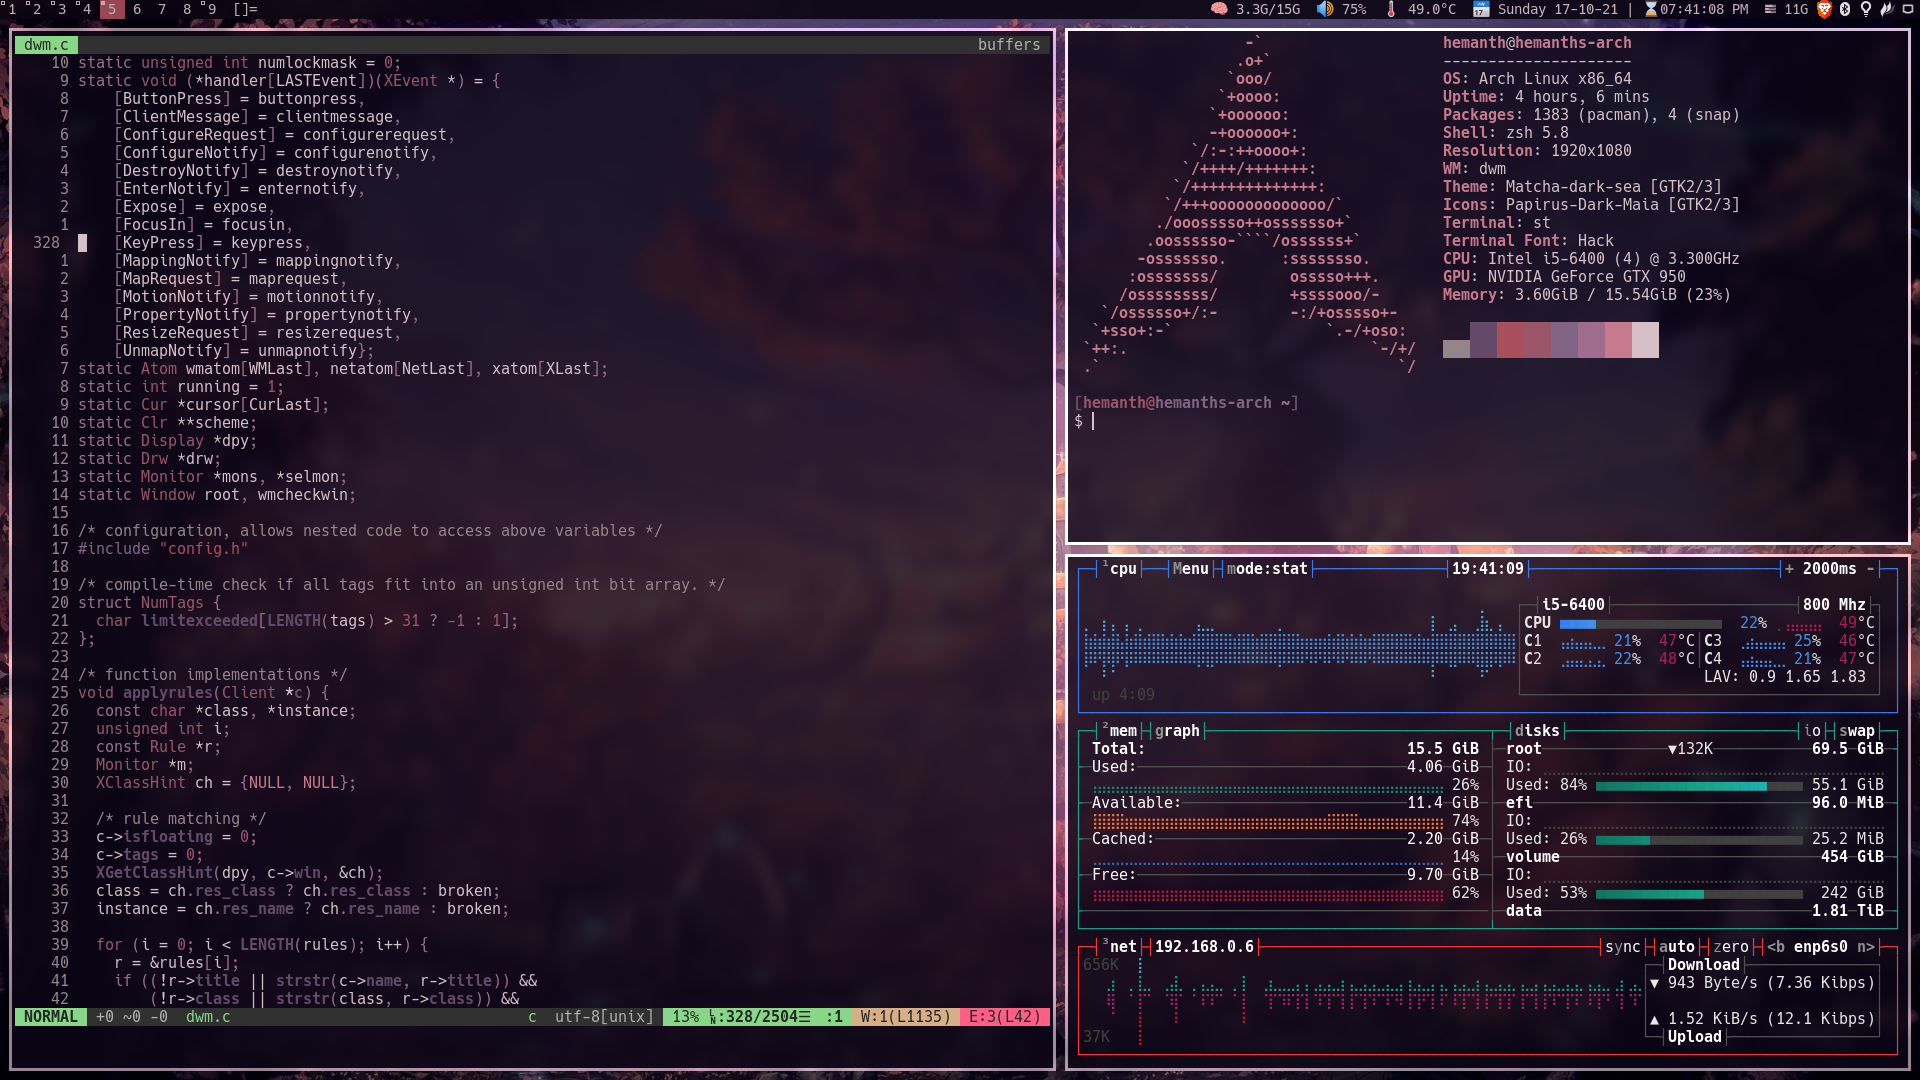 1 2 3 4 5 6 7 8 9 []= 3.3G/15G 75% 49.0°C Sunday 17-10-21 | 07:41:08 PM 11G
dwm.c buffers
10 static unsigned int numlockmask = 0;
9 static void (*handler[LASTEvent])(XEvent *) = {
8 [ButtonPress] = buttonpress,
7 [ClientMessage] = clientmessage,
6 [ConfigureRequest] = configurerequest,
5 [ConfigureNotify] = configurenotify,
4 [DestroyNotify] = destroynotify,
3 [EnterNotify] = enternotify,
2 [Expose] = expose,
1 [FocusIn] = focusin,
328 [KeyPress] = keypress,
1 [MappingNotify] = mappingnotify,
2 [MapRequest] = maprequest,
3 [MotionNotify] = motionnotify,
4 [PropertyNotify] = propertynotify,
5 [ResizeRequest] = resizerequest,
6 [UnmapNotify] = unmapnotify};
7 static Atom wmatom[WMLast], netatom[NetLast], xatom[XLast];
8 static int running = 1;
9 static Cur *cursor[CurLast];
10 static Clr **scheme;
11 static Display *dpy;
12 static Drw *drw;
13 static Monitor *mons, *selmon;
14 static Window root, wmcheckwin;
15
16 /* configuration, allows nested code to access above variables */
17 #include "config.h"
18
19 /* compile-time check if all tags fit into an unsigned int bit array. */
20 struct NumTags {
21 char limitexceeded[LENGTH(tags) > 31 ? -1 : 1];
22 };
23
24 /* function implementations */
25 void applyrules(Client *c) {
26 const char *class, *instance;
27 unsigned int i;
28 const Rule *r;
29 Monitor *m;
30 XClassHint ch = {NULL, NULL};
31
32 /* rule matching */
33 c->isfloating = 0;
34 c->tags = 0;
35 XGetClassHint(dpy, c->win, &ch);
36 class = ch.res_class ? ch.res_class : broken;
37 instance = ch.res_name ? ch.res_name : broken;
38
39 for (i = 0; i < LENGTH(rules); i++) {
40 r = &rules[i];
41 if ((!r->title || strstr(c->name, r->title)) &&
42 (!r->class || strstr(class, r->class)) &&
NORMAL +0 ~0 -0 dwm.c c utf-8[unix] 13% ␤:328/2504☰ :1 W:1(L1135) E:3(L42)
-`
.o+`
`ooo/
`+oooo:
`+oooooo:
-+oooooo+:
`/:-:++oooo+:
`/++++/+++++++:
`/++++++++++++++:
`/+++ooooooooooooo/`
./ooosssso++osssssso+`
.oossssso-````/ossssss+`
-osssssso. :ssssssso.
:osssssss/ osssso+++.
/ossssssss/ +ssssooo/-
`/ossssso+/:- -:/+osssso+-
`+sso+:-` `.-/+oso:
`++:. `-/+/
.` `/
hemanth@hemanths-arch
---------------------
OS: Arch Linux x86_64
Uptime: 4 hours, 6 mins
Packages: 1383 (pacman), 4 (snap)
Shell: zsh 5.8
Resolution: 1920x1080
WM: dwm
Theme: Matcha-dark-sea [GTK2/3]
Icons: Papirus-Dark-Maia [GTK2/3]
Terminal: st
Terminal Font: Hack
CPU: Intel i5-6400 (4) @ 3.300GHz
GPU: NVIDIA GeForce GTX 950
Memory: 3.60GiB / 15.54GiB (23%)
[hemanth@hemanths-arch ~]
$
¹cpu Menu mode:stat 19:41:09 + 2000ms -
i5-6400 800 Mhz
CPU 22% 49°C
C1 21% 47°C C3 25% 46°C
C2 22% 48°C C4 21% 47°C
LAV: 0.9 1.65 1.83
up 4:09
²mem graph
Total: 15.5 GiB
Used: 4.06 GiB
26%
Available: 11.4 GiB
74%
Cached: 2.20 GiB
14%
Free: 9.70 GiB
62%
disks io swap
root ▼132K 69.5 GiB
IO:
Used: 84% 55.1 GiB
efi 96.0 MiB
IO:
Used: 26% 25.2 MiB
volume 454 GiB
IO:
Used: 53% 242 GiB
data 1.81 TiB
³net 192.168.0.6 sync auto zero <b enp6s0 n>
656K
Download
▼ 943 Byte/s (7.36 Kibps)
▲ 1.52 KiB/s (12.1 Kibps)
Upload
37K